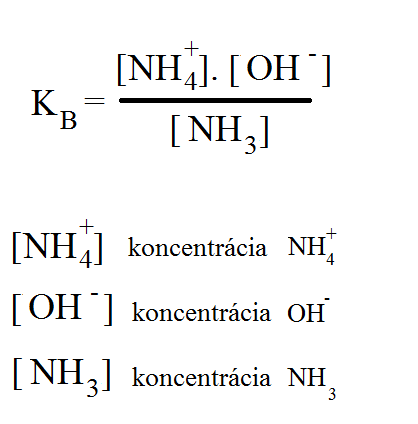 K_B = [NH₄⁺].[OH⁻] / [NH₃]
[NH₄⁺] koncentrácia NH₄⁺
[OH⁻] koncentrácia OH⁻
[NH₃] koncentrácia NH₃